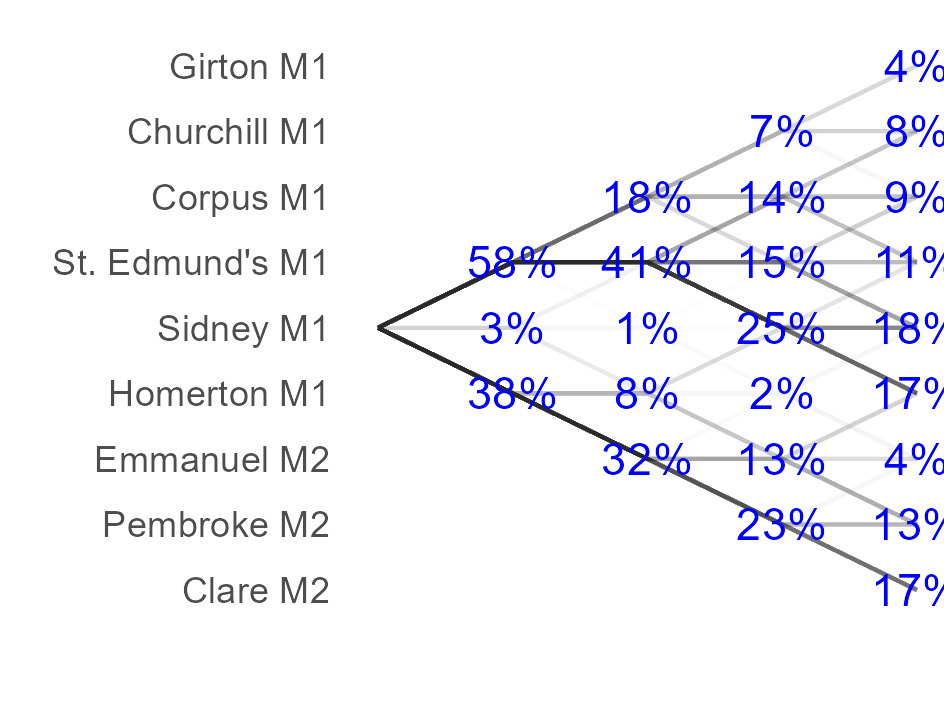 Girton M1 4%
Churchill M1 7% 8%
Corpus M1 18% 14% 9%
St. Edmund's M1 58% 41% 15% 11%
Sidney M1 3% 1% 25% 18%
Homerton M1 38% 8% 2% 17%
Emmanuel M2 32% 13% 4%
Pembroke M2 23% 13%
Clare M2 17%